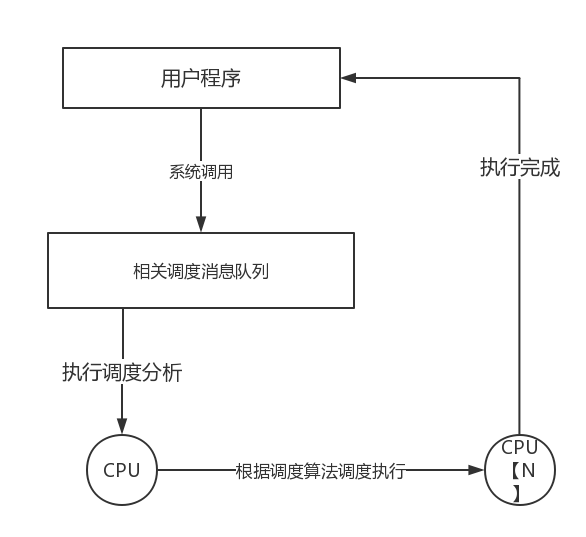 用户程序
系统调用
执行完成
相关调度消息队列
执行调度分析
CPU
根据调度算法调度执行
CPU
【N
】